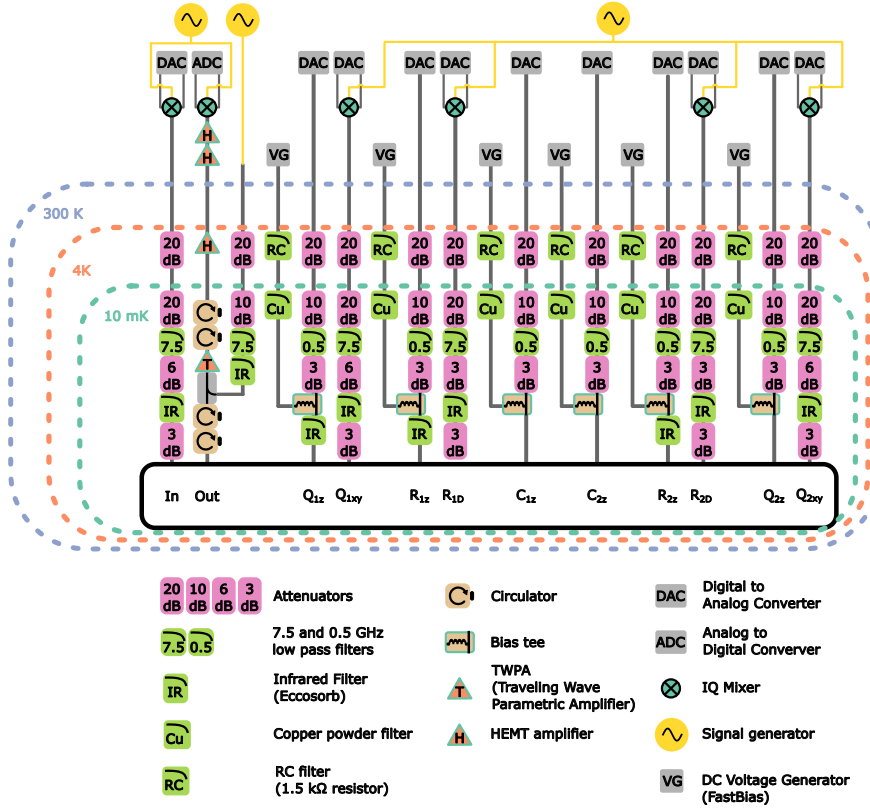 DAC ADC DAC DAC DAC DAC DAC DAC DAC DAC DAC DAC
H
H
VG VG VG VG VG VG
300 K
20 H 20 RC 20 20 RC 20 20 RC 20 RC 20 RC 20 20 RC 20 20
dB dB dB dB dB dB dB dB dB dB dB dB
4K
20 10 Cu 10 20 Cu 10 20 Cu 10 Cu 10 Cu 10 20 Cu 10 20
dB dB dB dB dB dB dB dB dB dB dB dB
10 mK
7.5 7.5 0.5 7.5 0.5 7.5 0.5 0.5 0.5 7.5 0.5 7.5
6 T IR 3 6 3 3 3 3 3 3 3 6
dB dB dB dB dB dB dB dB dB dB dB
IR IR IR IR IR
3 IR 3 IR 3 IR 3 3
dB dB dB dB dB
In Out Q1z Q1xy R1z R1D C1z C2z R2z R2D Q2z Q2xy
20 10 6 3
dB dB dB dB
Attenuators
7.5 0.5
7.5 and 0.5 GHz
low pass filters
IR
Infrared Filter
(Eccosorb)
Cu
Copper powder filter
RC
RC filter
(1.5 kΩ resistor)
Circulator
Bias tee
T
TWPA
(Traveling Wave
Parametric Amplifier)
H
HEMT amplifier
DAC
Digital to
Analog Converter
ADC
Analog to
Digital Conver­ver
IQ Mixer
Signal generator
VG
DC Voltage Generator
(FastBias)